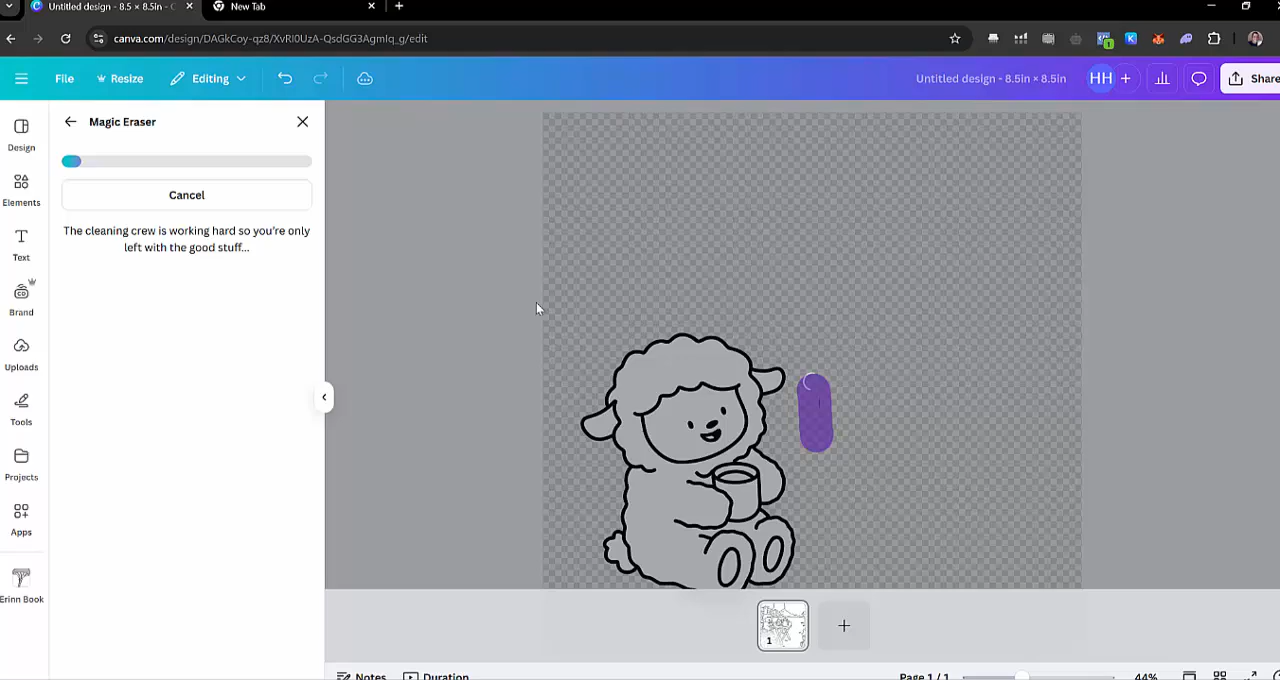 Untitled design - 8.5 × 8.5in -
New Tab
canva.com/design/DAGkCoy-qz8/XvRI0UzA-QsdGG3AgmIq_g/edit
File
Resize
Editing
Untitled design - 8.5in × 8.5in
HH
Share
Design
Elements
Text
Brand
Uploads
Tools
Projects
Apps
Erinn Book
Magic Eraser
Cancel
The cleaning crew is working hard so you're only
left with the good stuff...
1
Notes
Duration
Page 1 / 1
44%